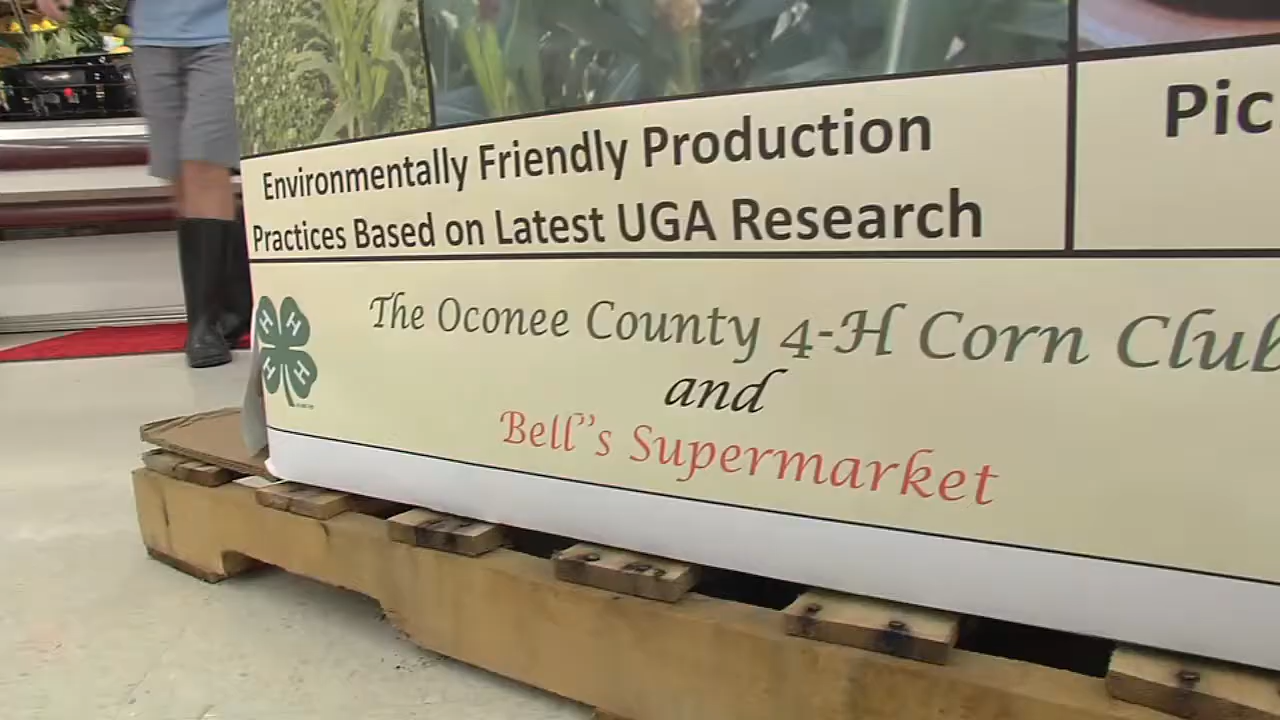 Environmentally Friendly Production
Pic
Practices Based on Latest UGA Research
The Oconee County 4-H Corn Club
and
Bell"s Supermarket
H H
H H